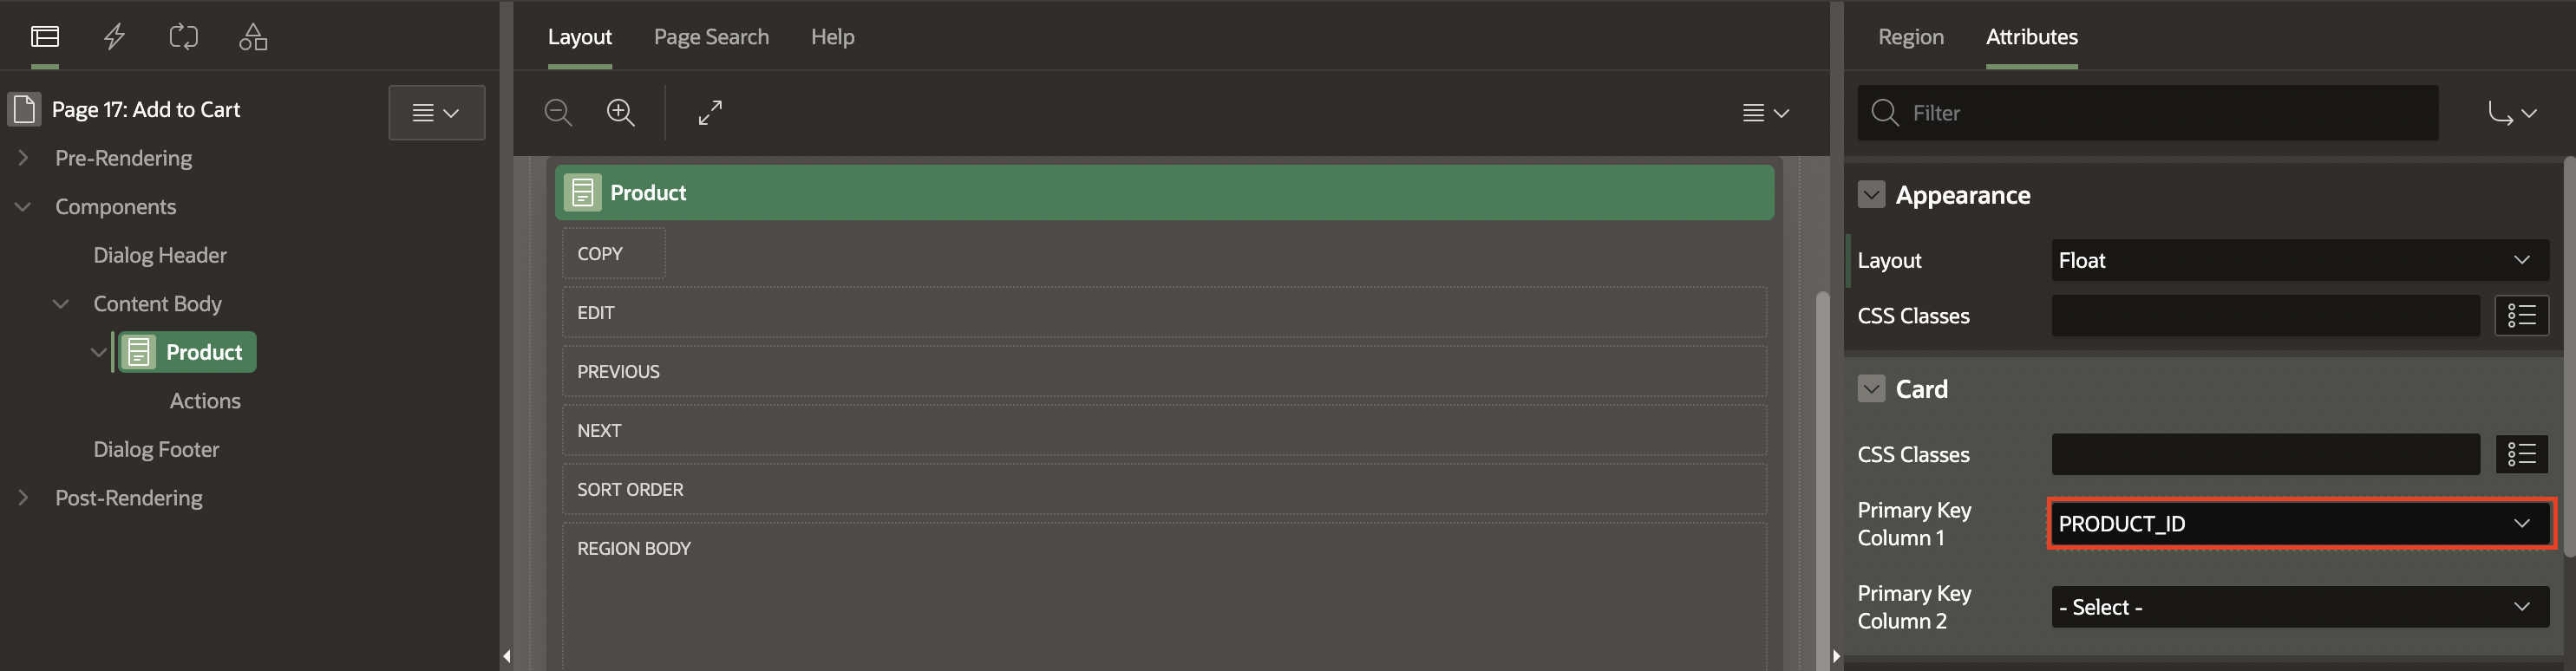 Page 17: Add to Cart
Pre-Rendering
Components
Dialog Header
Content Body
Product
Actions
Dialog Footer
Post-Rendering
Layout Page Search Help
Product
COPY
EDIT
PREVIOUS
NEXT
SORT ORDER
REGION BODY
Region Attributes
Filter
Appearance
Layout Float
CSS Classes
Card
CSS Classes
Primary Key
Column 1
PRODUCT_ID
Primary Key
Column 2
- Select -